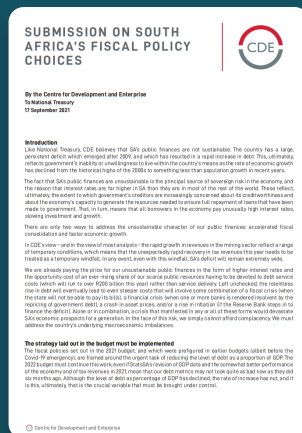 SUBMISSION ON SOUTH
AFRICA'S FISCAL POLICY
CHOICES
CDE
By the Centre for Development and Enterprise
To National Treasury
17 September 2021
Introduction
Like National Treasury, CDE believes that SA's public finances are not sustainable. The country has a large,
persistent deficit which emerged after 2009, and which has resulted in a rapid increase in debt. This, ultimately,
reflects government's inability or unwillingness to live within the country's means as the rate of economic growth
has declined from the historical highs of the 2000s to something less than population growth in recent years.
The fact that SA's public finances are unsustainable is the principal source of sovereign risk in the economy, and
the reason that interest rates are far higher in SA than they are in most of the rest of the world. These reflect,
ultimately, the extent to which government's creditors are increasingly concerned about its creditworthiness and
about the economy's capacity to generate the resources needed to ensure full repayment of loans that have been
made to government. That, in turn, means that all borrowers in the economy pay unusually high interest rates,
slowing investment and growth.
There are only two ways to address the unsustainable character of our public finances: accelerated fiscal
consolidation and faster economic growth.
In CDE's view – and in the view of most analysts – the rapid growth in revenues in the mining sector reflect a range
of temporary conditions, which means that the unexpectedly rapid recovery in tax revenues this year needs to be
treated as a temporary windfall. In any event, even with this windfall, SA's deficit will remain extremely wide.
We are already paying the price for our unsustainable public finances in the form of higher interest rates and
the opportunity cost of an ever-rising share of our scarce public resources having to be devoted to debt service
costs (which will run to over R200 billion this year) rather than service delivery. Left unchecked, the relentless
rise in debt will eventually lead to even steeper costs that will involve some combination of a fiscal crisis (when
the state will not be able to pay its bills), a financial crisis (when one or more banks is rendered insolvent by the
repricing of government debt), a crash in asset prices, and/or a rise in inflation (if the Reserve Bank steps in to
finance the deficit). Alone or in combination, a crisis that manifested in any or all of these forms would devastate
SA's economic prospects for a generation. In the face of this risk, we simply cannot afford complacency. We must
address the country's underlying macroeconomic imbalances.
The strategy laid out in the budget must be implemented
The fiscal policies set out in the 2021 budget, and which were prefigured in earlier budgets (albeit before the
Covid-19 emergency), are framed around the urgent task of reducing the level of debt as a proportion of GDP. The
2022 budget must continue this work, even if StatsSA's revision of GDP data and the somewhat better performance
of the economy and of tax revenues in 2021, mean that our debt metrics may not look quite as bad now as they did
six months ago. Although the level of debt as percentage of GDP has declined, the rate of increase has not, and it
is this, ultimately, that is the crucial variable that must be brought under control.
Centre for Development and Enterprise